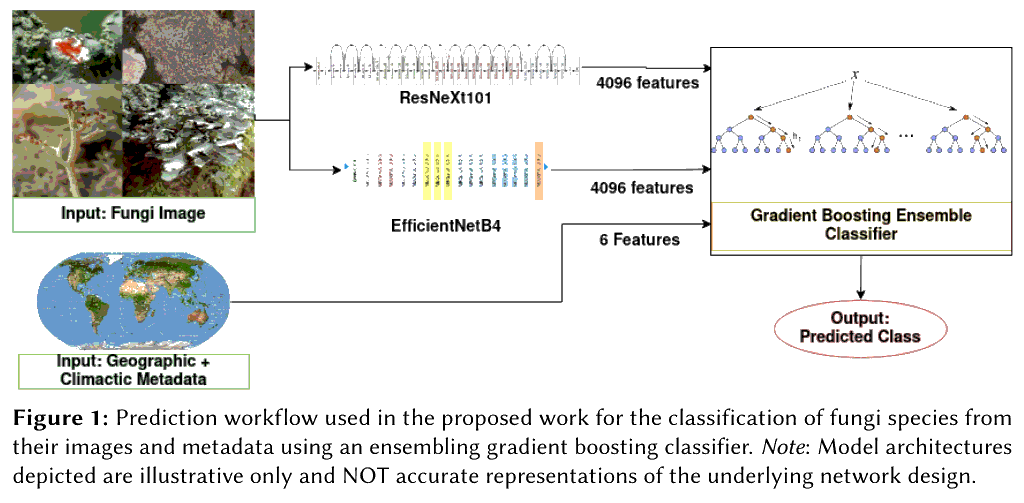 ResNeXt101
4096 features
x
h
...
Input: Fungi Image
EfficientNetB4
4096 features
6 Features
Gradient Boosting Ensemble
Classifier
Input: Geographic +
Climactic Metadata
Output:
Predicted Class
Figure 1: Prediction workflow used in the proposed work for the classification of fungi species from
their images and metadata using an ensembling gradient boosting classifier. Note: Model architectures
depicted are illustrative only and NOT accurate representations of the underlying network design.